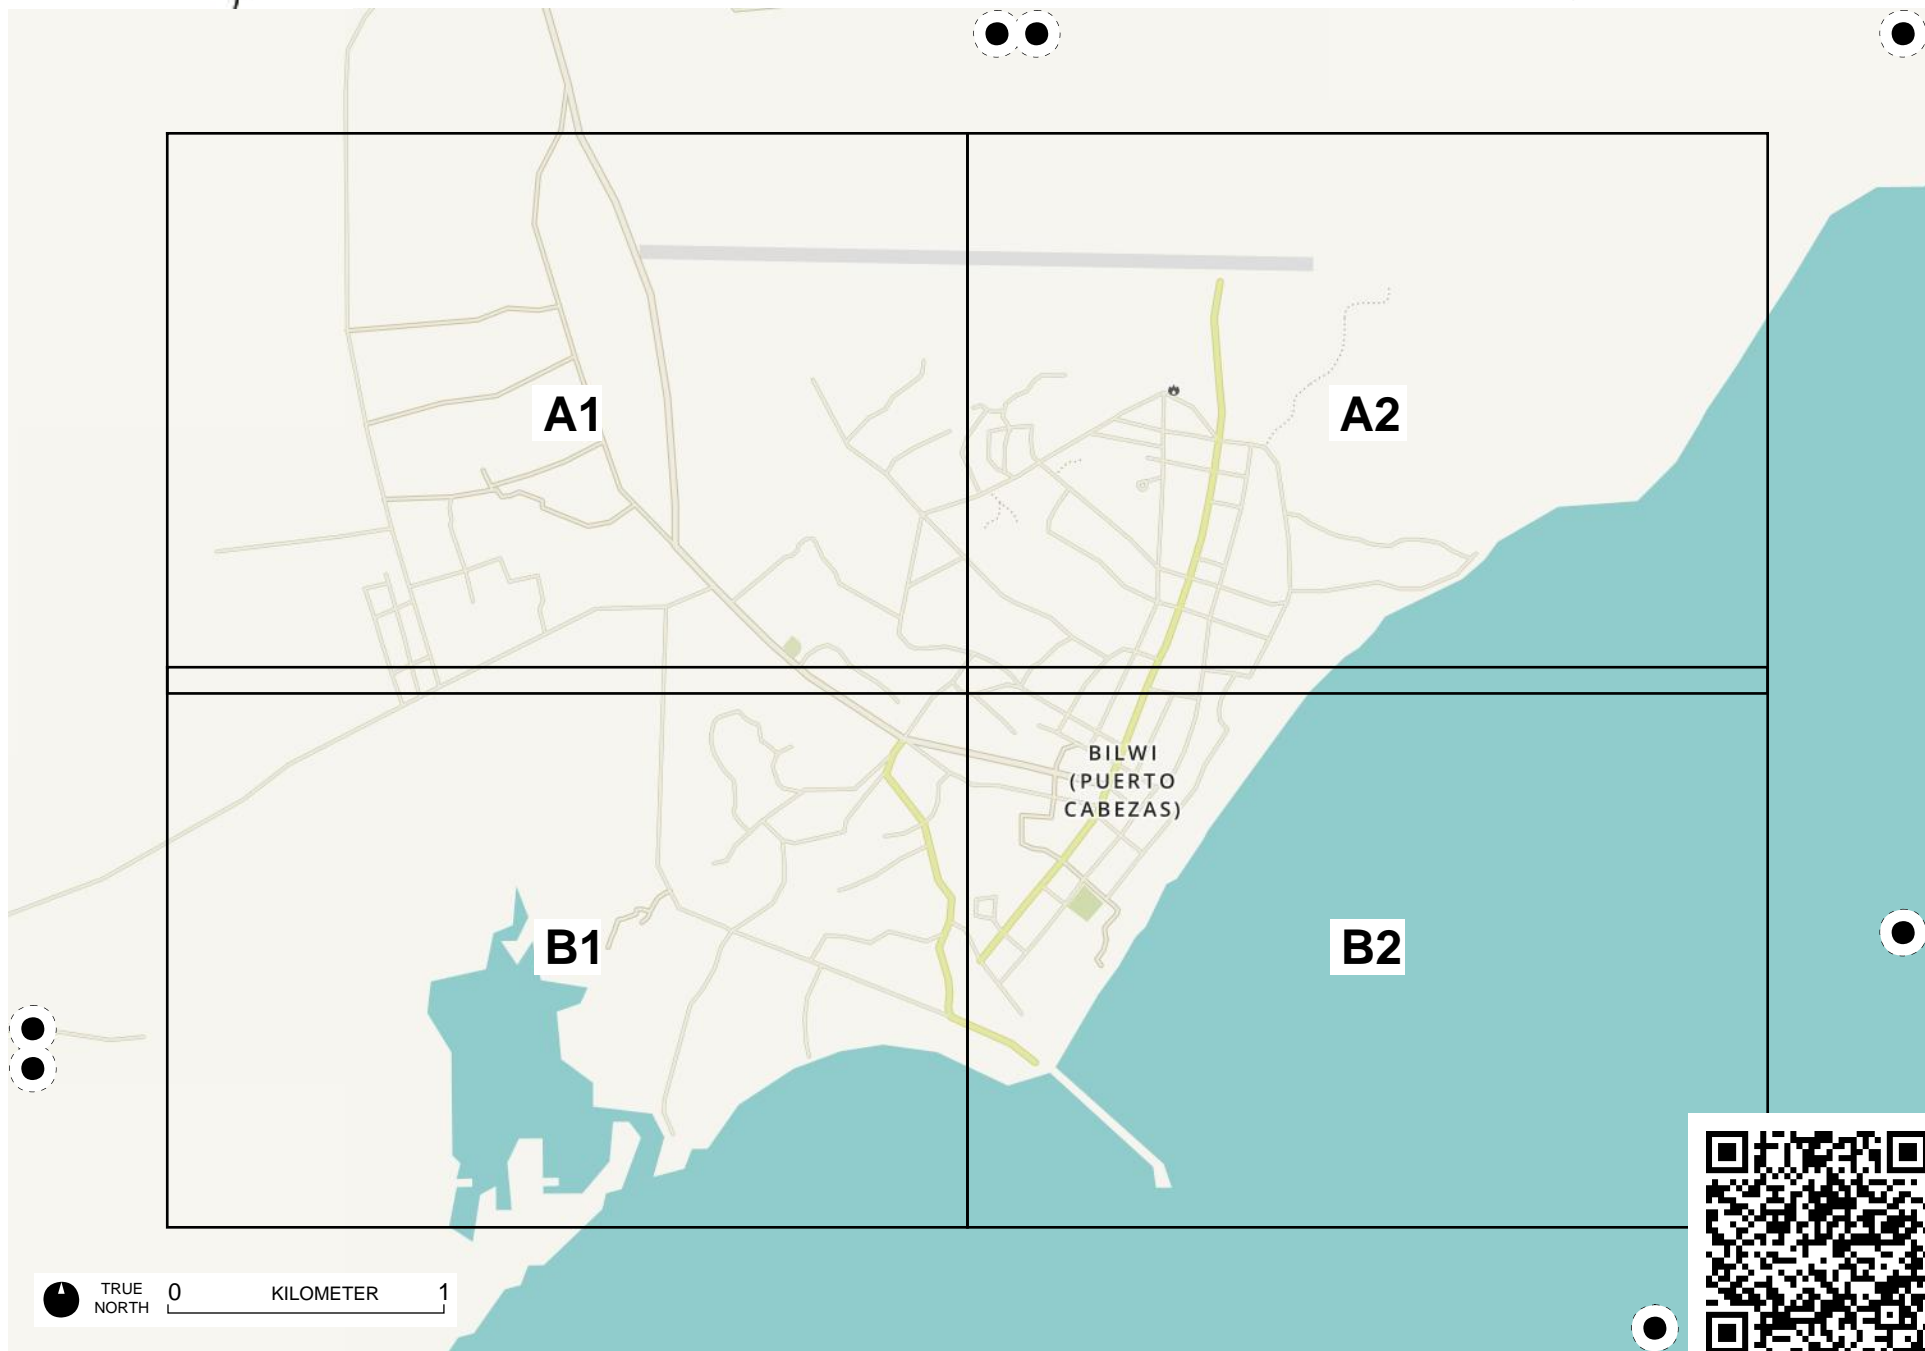 A1
A2
BILWI
(PUERTO
CABEZAS)
B1
B2
TRUE
NORTH
0 KILOMETER 1